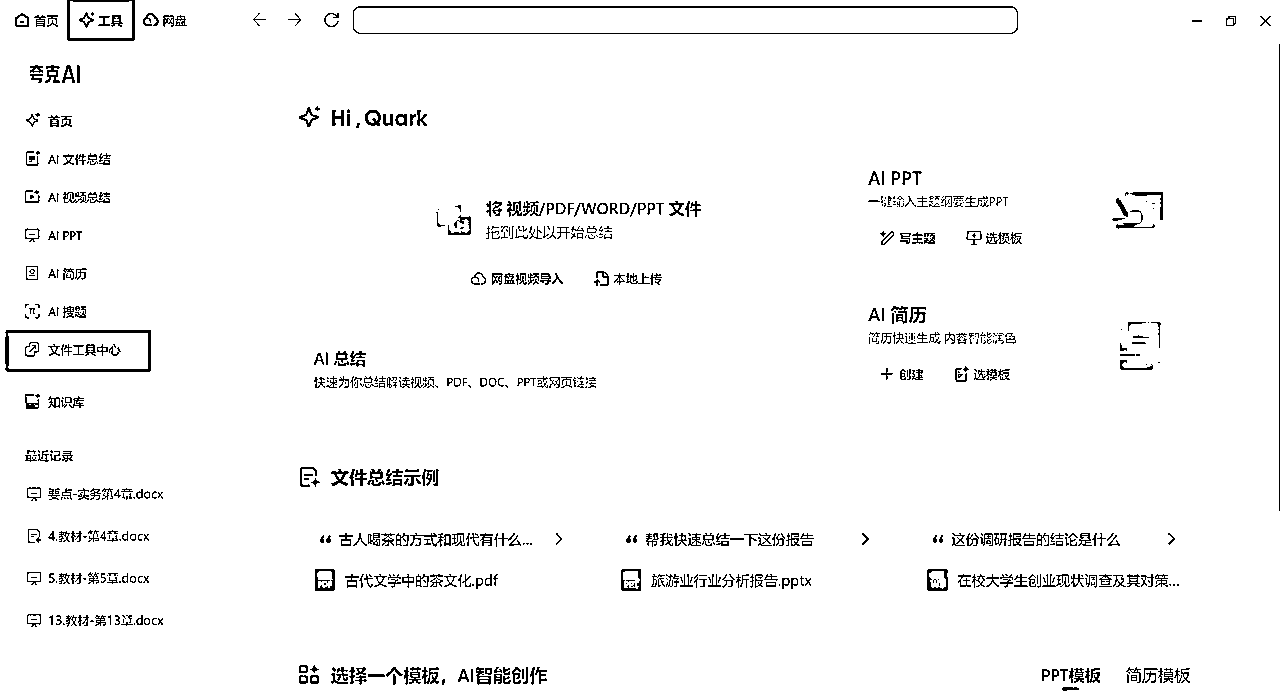 首页 工具 网盘
夸克AI
首页
AI 文件总结
AI 视频总结
AI PPT
AI 简历
AI 搜题
文件工具中心
知识库
最近记录
要点-实务第4章.docx
4.教材-第4章.docx
5.教材-第5章.docx
13.教材-第13章.docx
Hi , Quark
将 视频/PDF/WORD/PPT 文件
拖到此处以开始总结
网盘视频导入 本地上传
AI 总结
快速为你总结解读视频、PDF、DOC、PPT或网页链接
AI PPT
一键输入主题纲要生成PPT
写主题 选模板
AI 简历
简历快速生成 内容智能润色
创建 选模板
文件总结示例
古人喝茶的方式和现代有什么...
古代文学中的茶文化.pdf
帮我快速总结一下这份报告
旅游业行业分析报告.pptx
这份调研报告的结论是什么
在校大学生创业现状调查及其对策...
选择一个模板，AI智能创作
PPT模板 简历模板